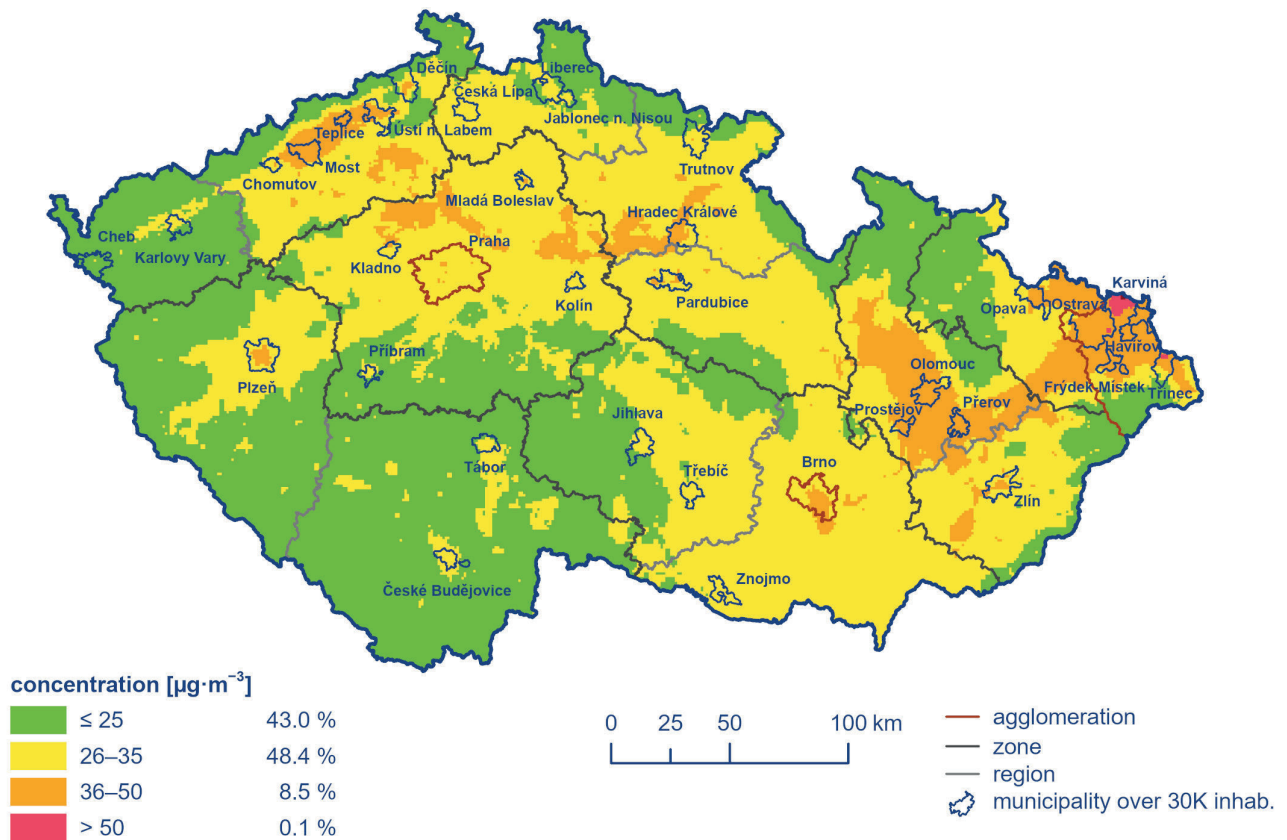 Děčín
Liberec
Česká Lípa
Teplice
Ústí n. Labem
Jablonec n. Nisou
Most
Trutnov
Chomutov
Mladá Boleslav
Hradec Králové
Cheb
Karlovy Vary
Praha
Kladno
Kolín
Pardubice
Karviná
Opava
Ostrava
Havířov
Příbram
Plzeň
Olomouc
Frýdek-Místek
Třinec
Přerov
Prostějov
Jihlava
Tábor
Třebíč
Brno
Zlín
Znojmo
České Budějovice
concentration [µg·m⁻³]
≤ 25 43.0 %
26–35 48.4 %
36–50 8.5 %
> 50 0.1 %
0 25 50 100 km
agglomeration
zone
region
municipality over 30K inhab.